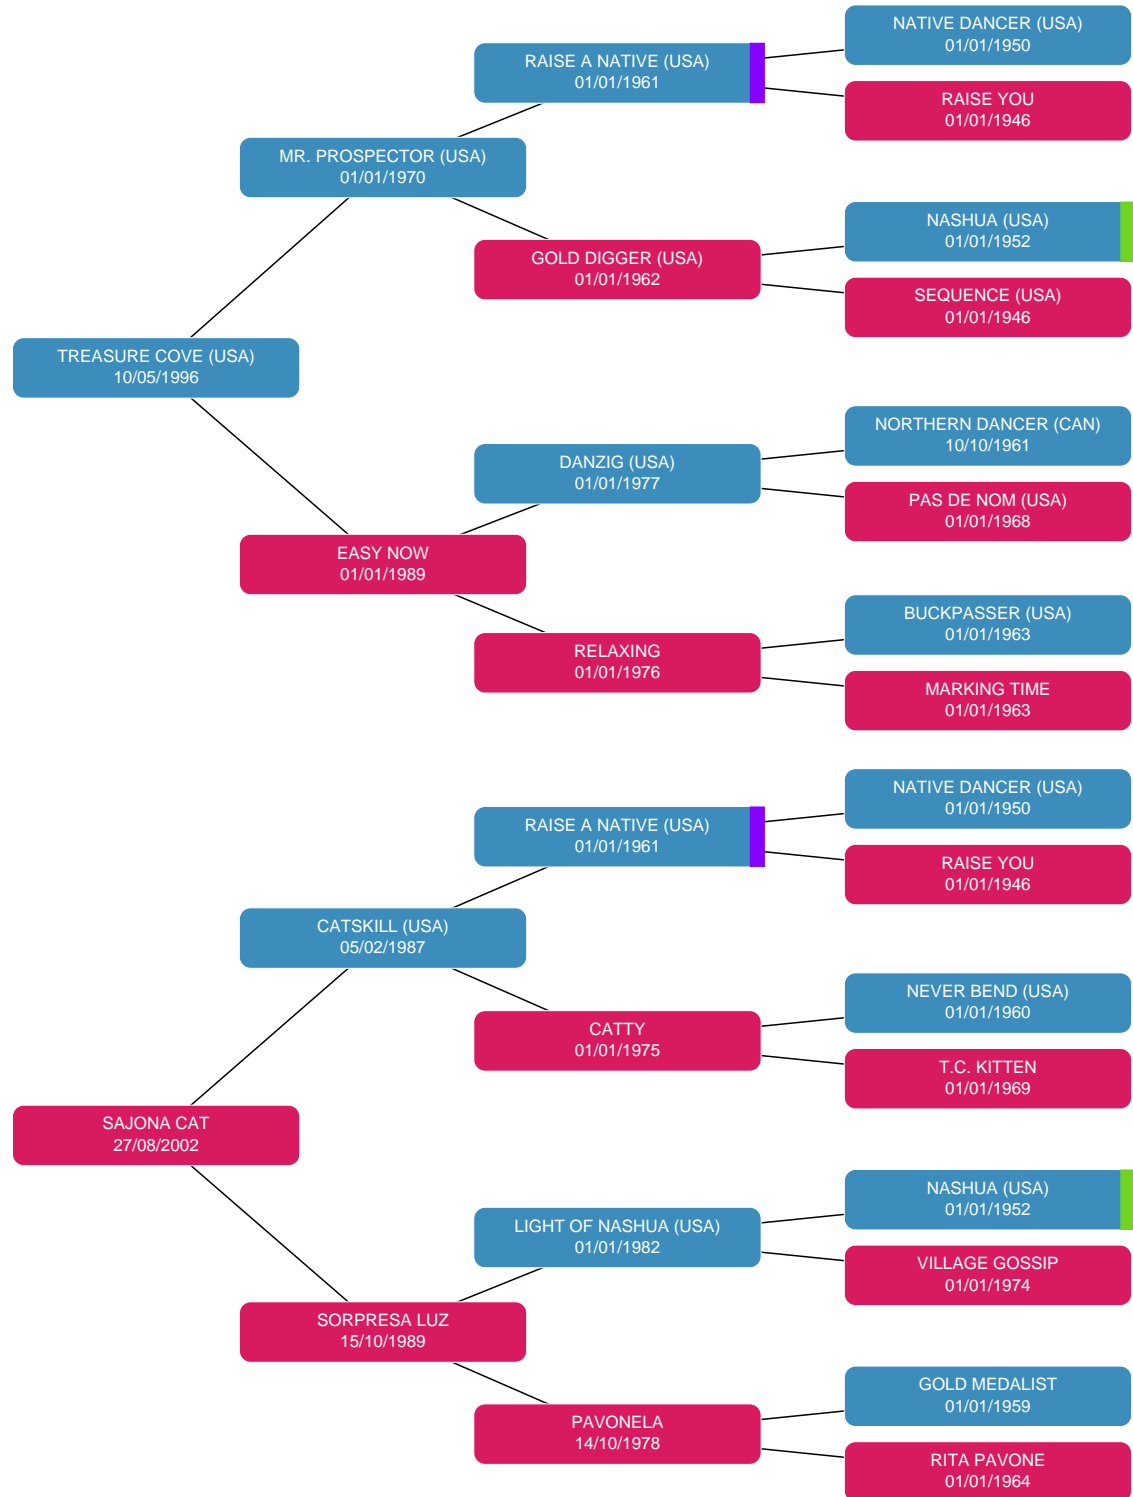 NATIVE DANCER (USA)
01/01/1950
RAISE A NATIVE (USA)
01/01/1961
RAISE YOU
01/01/1946
MR. PROSPECTOR (USA)
01/01/1970
NASHUA (USA)
01/01/1952
GOLD DIGGER (USA)
01/01/1962
SEQUENCE (USA)
01/01/1946
TREASURE COVE (USA)
10/05/1996
NORTHERN DANCER (CAN)
10/10/1961
DANZIG (USA)
01/01/1977
PAS DE NOM (USA)
01/01/1968
EASY NOW
01/01/1989
BUCKPASSER (USA)
01/01/1963
RELAXING
01/01/1976
MARKING TIME
01/01/1963
NATIVE DANCER (USA)
01/01/1950
RAISE A NATIVE (USA)
01/01/1961
RAISE YOU
01/01/1946
CATSKILL (USA)
05/02/1987
NEVER BEND (USA)
01/01/1960
CATTY
01/01/1975
T.C. KITTEN
01/01/1969
SAJONA CAT
27/08/2002
NASHUA (USA)
01/01/1952
LIGHT OF NASHUA (USA)
01/01/1982
VILLAGE GOSSIP
01/01/1974
SORPRESA LUZ
15/10/1989
GOLD MEDALIST
01/01/1959
PAVONELA
14/10/1978
RITA PAVONE
01/01/1964